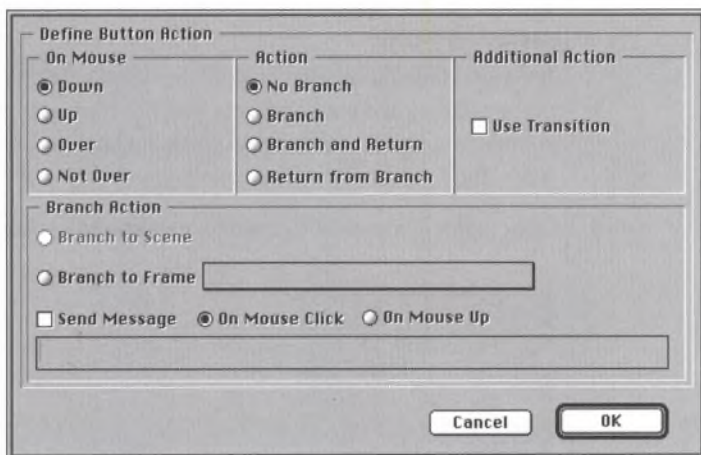 Define Button Action
On Mouse
Down
Up
Over
Not Over
Action
No Branch
Branch
Branch and Return
Return from Branch
Additional Action
Use Transition
Branch Action
Branch to Scene
Branch to Frame
Send Message On Mouse Click On Mouse Up
Cancel OK